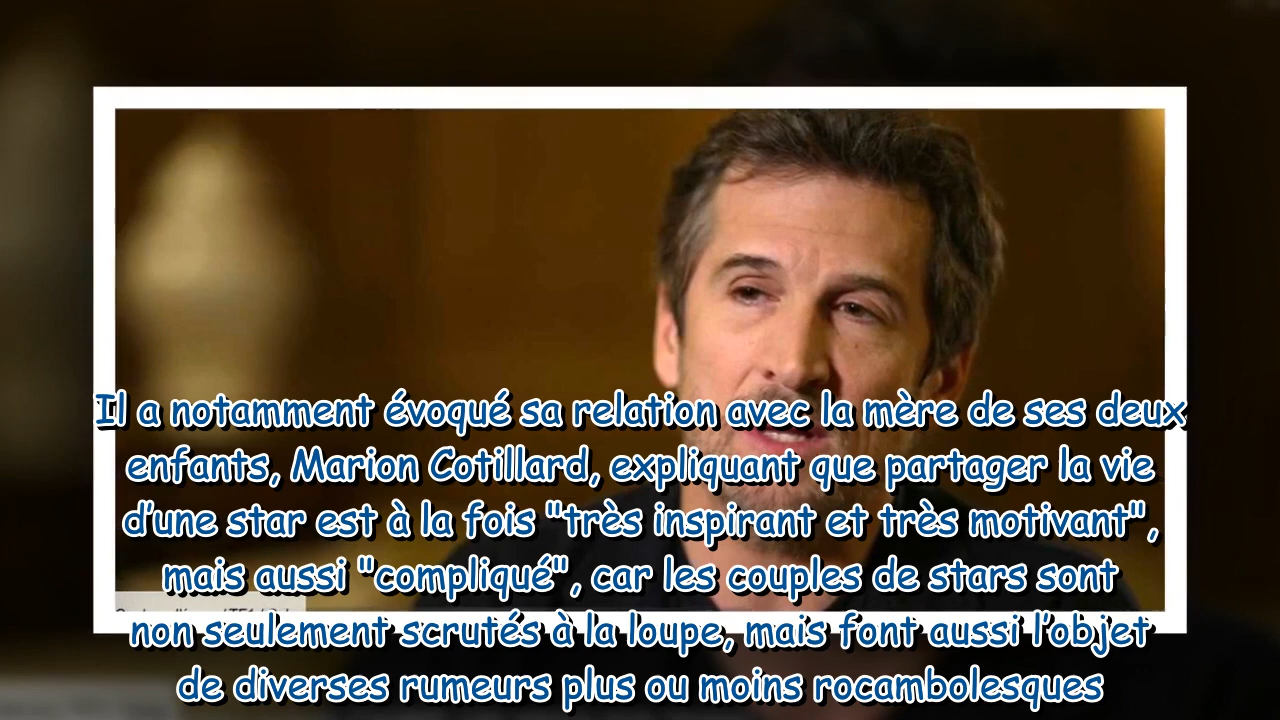 Il a notamment évoqué sa relation avec la mère de ses deux
enfants, Marion Cotillard, expliquant que partager la vie
d'une star est à la fois "très inspirant et très motivant",
mais aussi "compliqué", car les couples de stars sont
non seulement scrutés à la loupe, mais font aussi l'objet
de diverses rumeurs plus ou moins rocambolesques